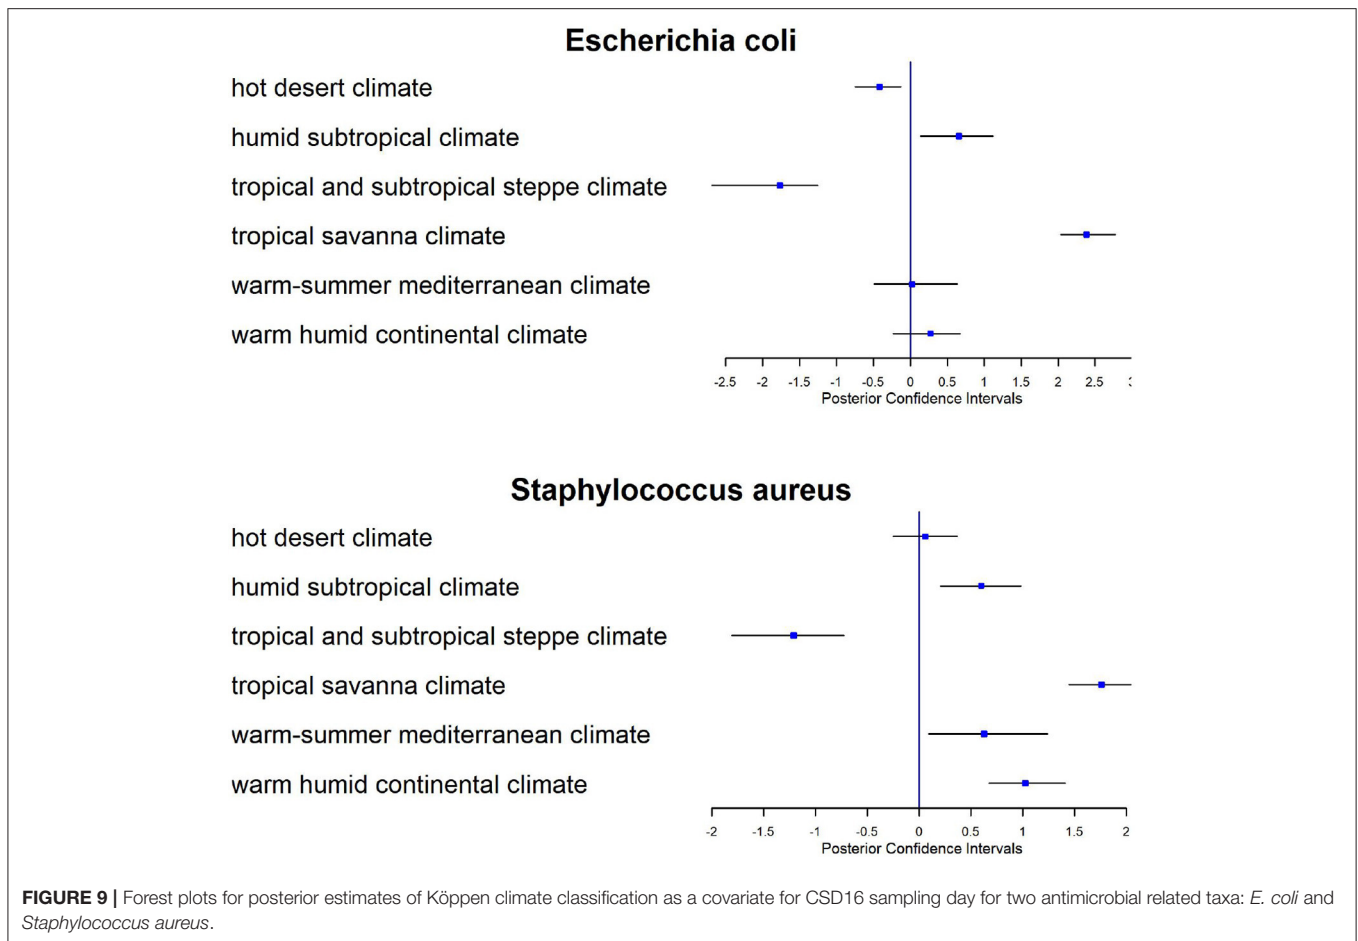 Escherichia coli
hot desert climate
humid subtropical climate
tropical and subtropical steppe climate
tropical savanna climate
warm-summer mediterranean climate
warm humid continental climate
-2.5 -2 -1.5 -1 -0.5 0 0.5 1 1.5 2 2.5
Posterior Confidence Intervals
Staphylococcus aureus
hot desert climate
humid subtropical climate
tropical and subtropical steppe climate
tropical savanna climate
warm-summer mediterranean climate
warm humid continental climate
-2 -1.5 -1 -0.5 0 0.5 1 1.5 2
Posterior Confidence Intervals
FIGURE 9 | Forest plots for posterior estimates of Köppen climate classification as a covariate for CSD16 sampling day for two antimicrobial related taxa: E. coli and
Staphylococcus aureus.